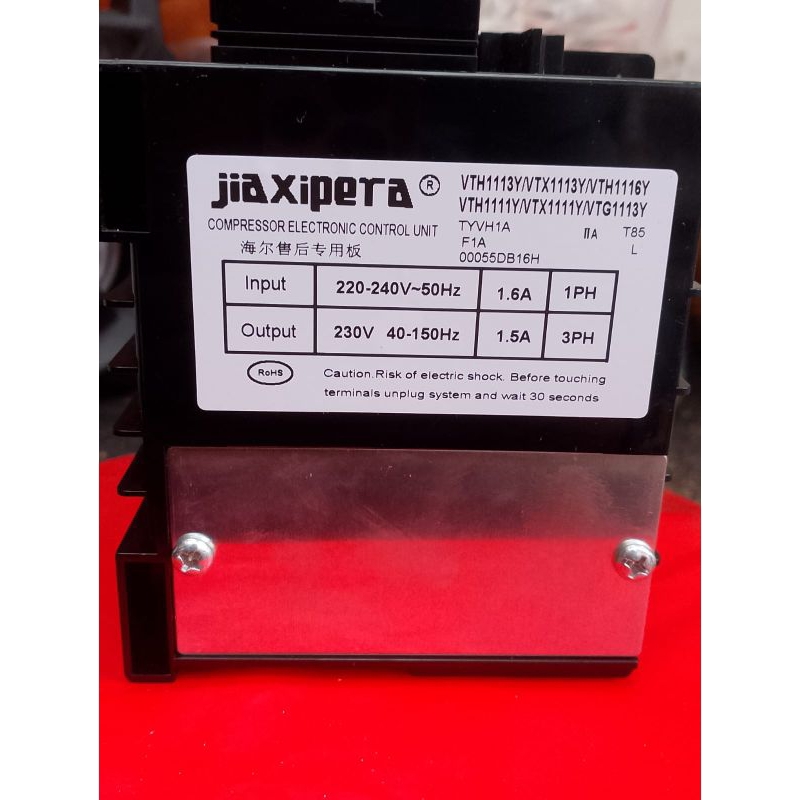 jiaxipera ®
VTH1113Y/VTX1113Y/VTH1116Y
VTH1111Y/VTX1111Y/VTG1113Y
COMPRESSOR ELECTRONIC CONTROL UNIT
TYVH1A ΠA T85
F1A L
海尔售后专用板
00055DB16H
Input 220-240V~50Hz 1.6A 1PH
Output 230V 40-150Hz 1.5A 3PH
RoHS
Caution.Risk of electric shock. Before touching
terminals unplug system and wait 30 seconds